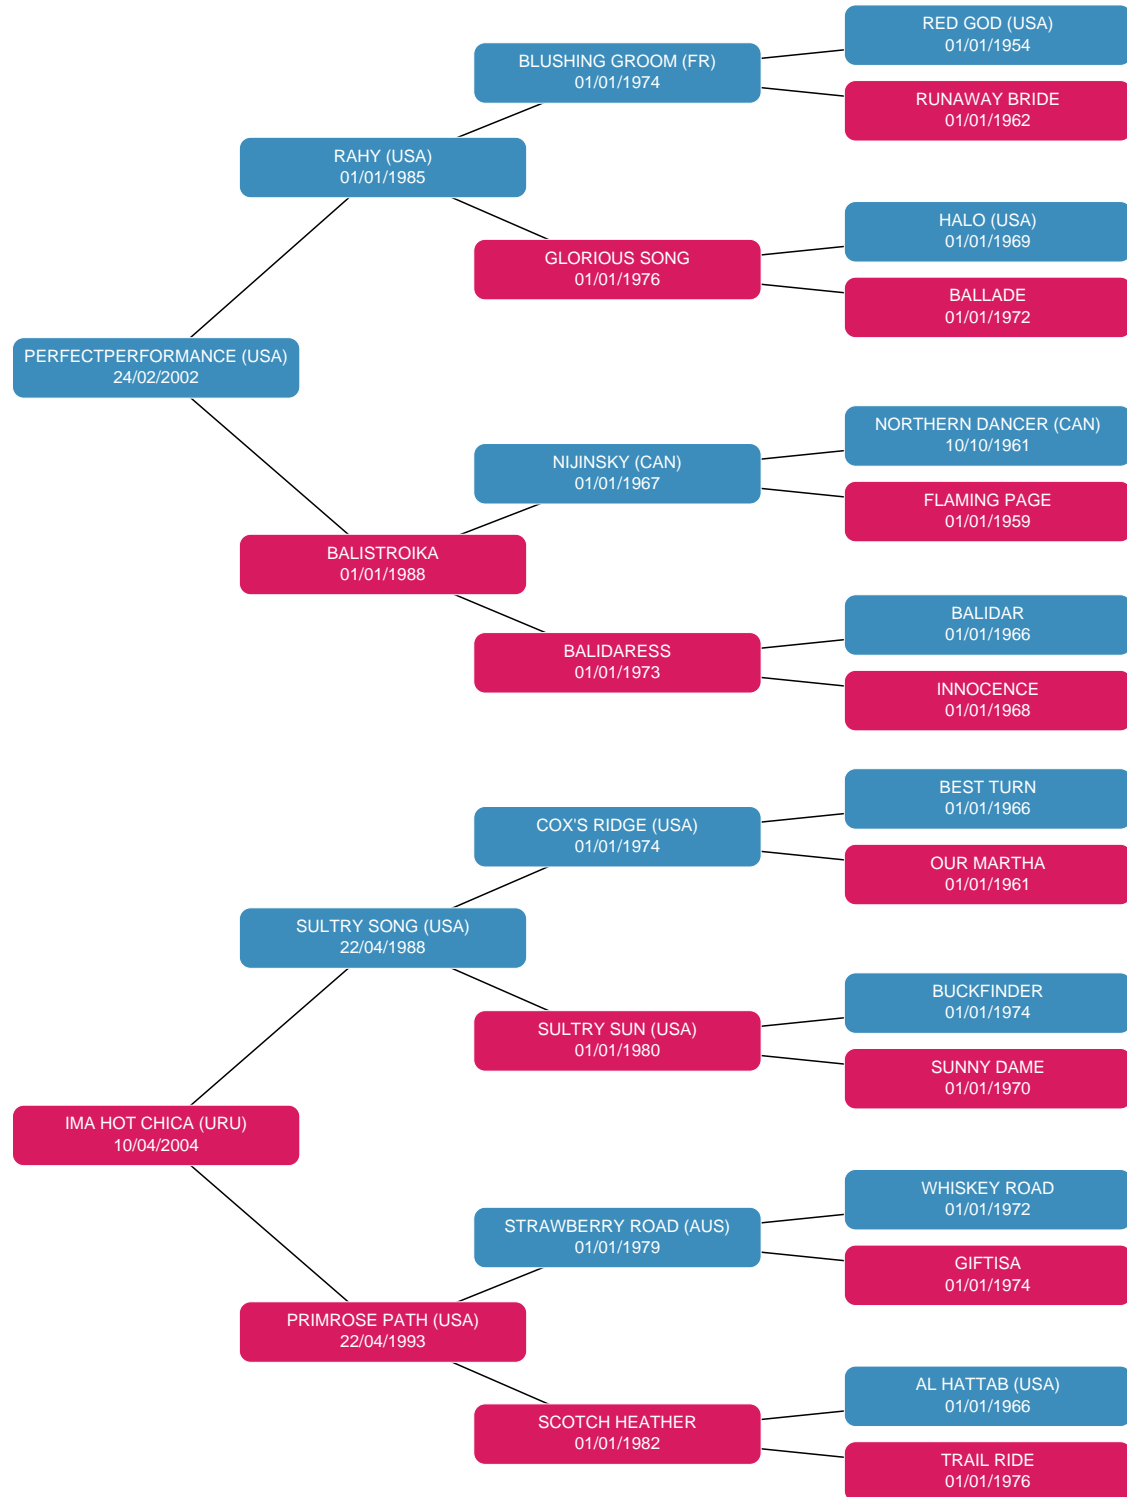 RED GOD (USA)
01/01/1954
BLUSHING GROOM (FR)
01/01/1974
RUNAWAY BRIDE
01/01/1962
RAHY (USA)
01/01/1985
HALO (USA)
01/01/1969
GLORIOUS SONG
01/01/1976
BALLADE
01/01/1972
PERFECTPERFORMANCE (USA)
24/02/2002
NORTHERN DANCER (CAN)
10/10/1961
NIJINSKY (CAN)
01/01/1967
FLAMING PAGE
01/01/1959
BALISTROIKA
01/01/1988
BALIDAR
01/01/1966
BALIDARESS
01/01/1973
INNOCENCE
01/01/1968
BEST TURN
01/01/1966
COX'S RIDGE (USA)
01/01/1974
OUR MARTHA
01/01/1961
SULTRY SONG (USA)
22/04/1988
BUCKFINDER
01/01/1974
SULTRY SUN (USA)
01/01/1980
SUNNY DAME
01/01/1970
IMA HOT CHICA (URU)
10/04/2004
WHISKEY ROAD
01/01/1972
STRAWBERRY ROAD (AUS)
01/01/1979
GIFTISA
01/01/1974
PRIMROSE PATH (USA)
22/04/1993
AL HATTAB (USA)
01/01/1966
SCOTCH HEATHER
01/01/1982
TRAIL RIDE
01/01/1976